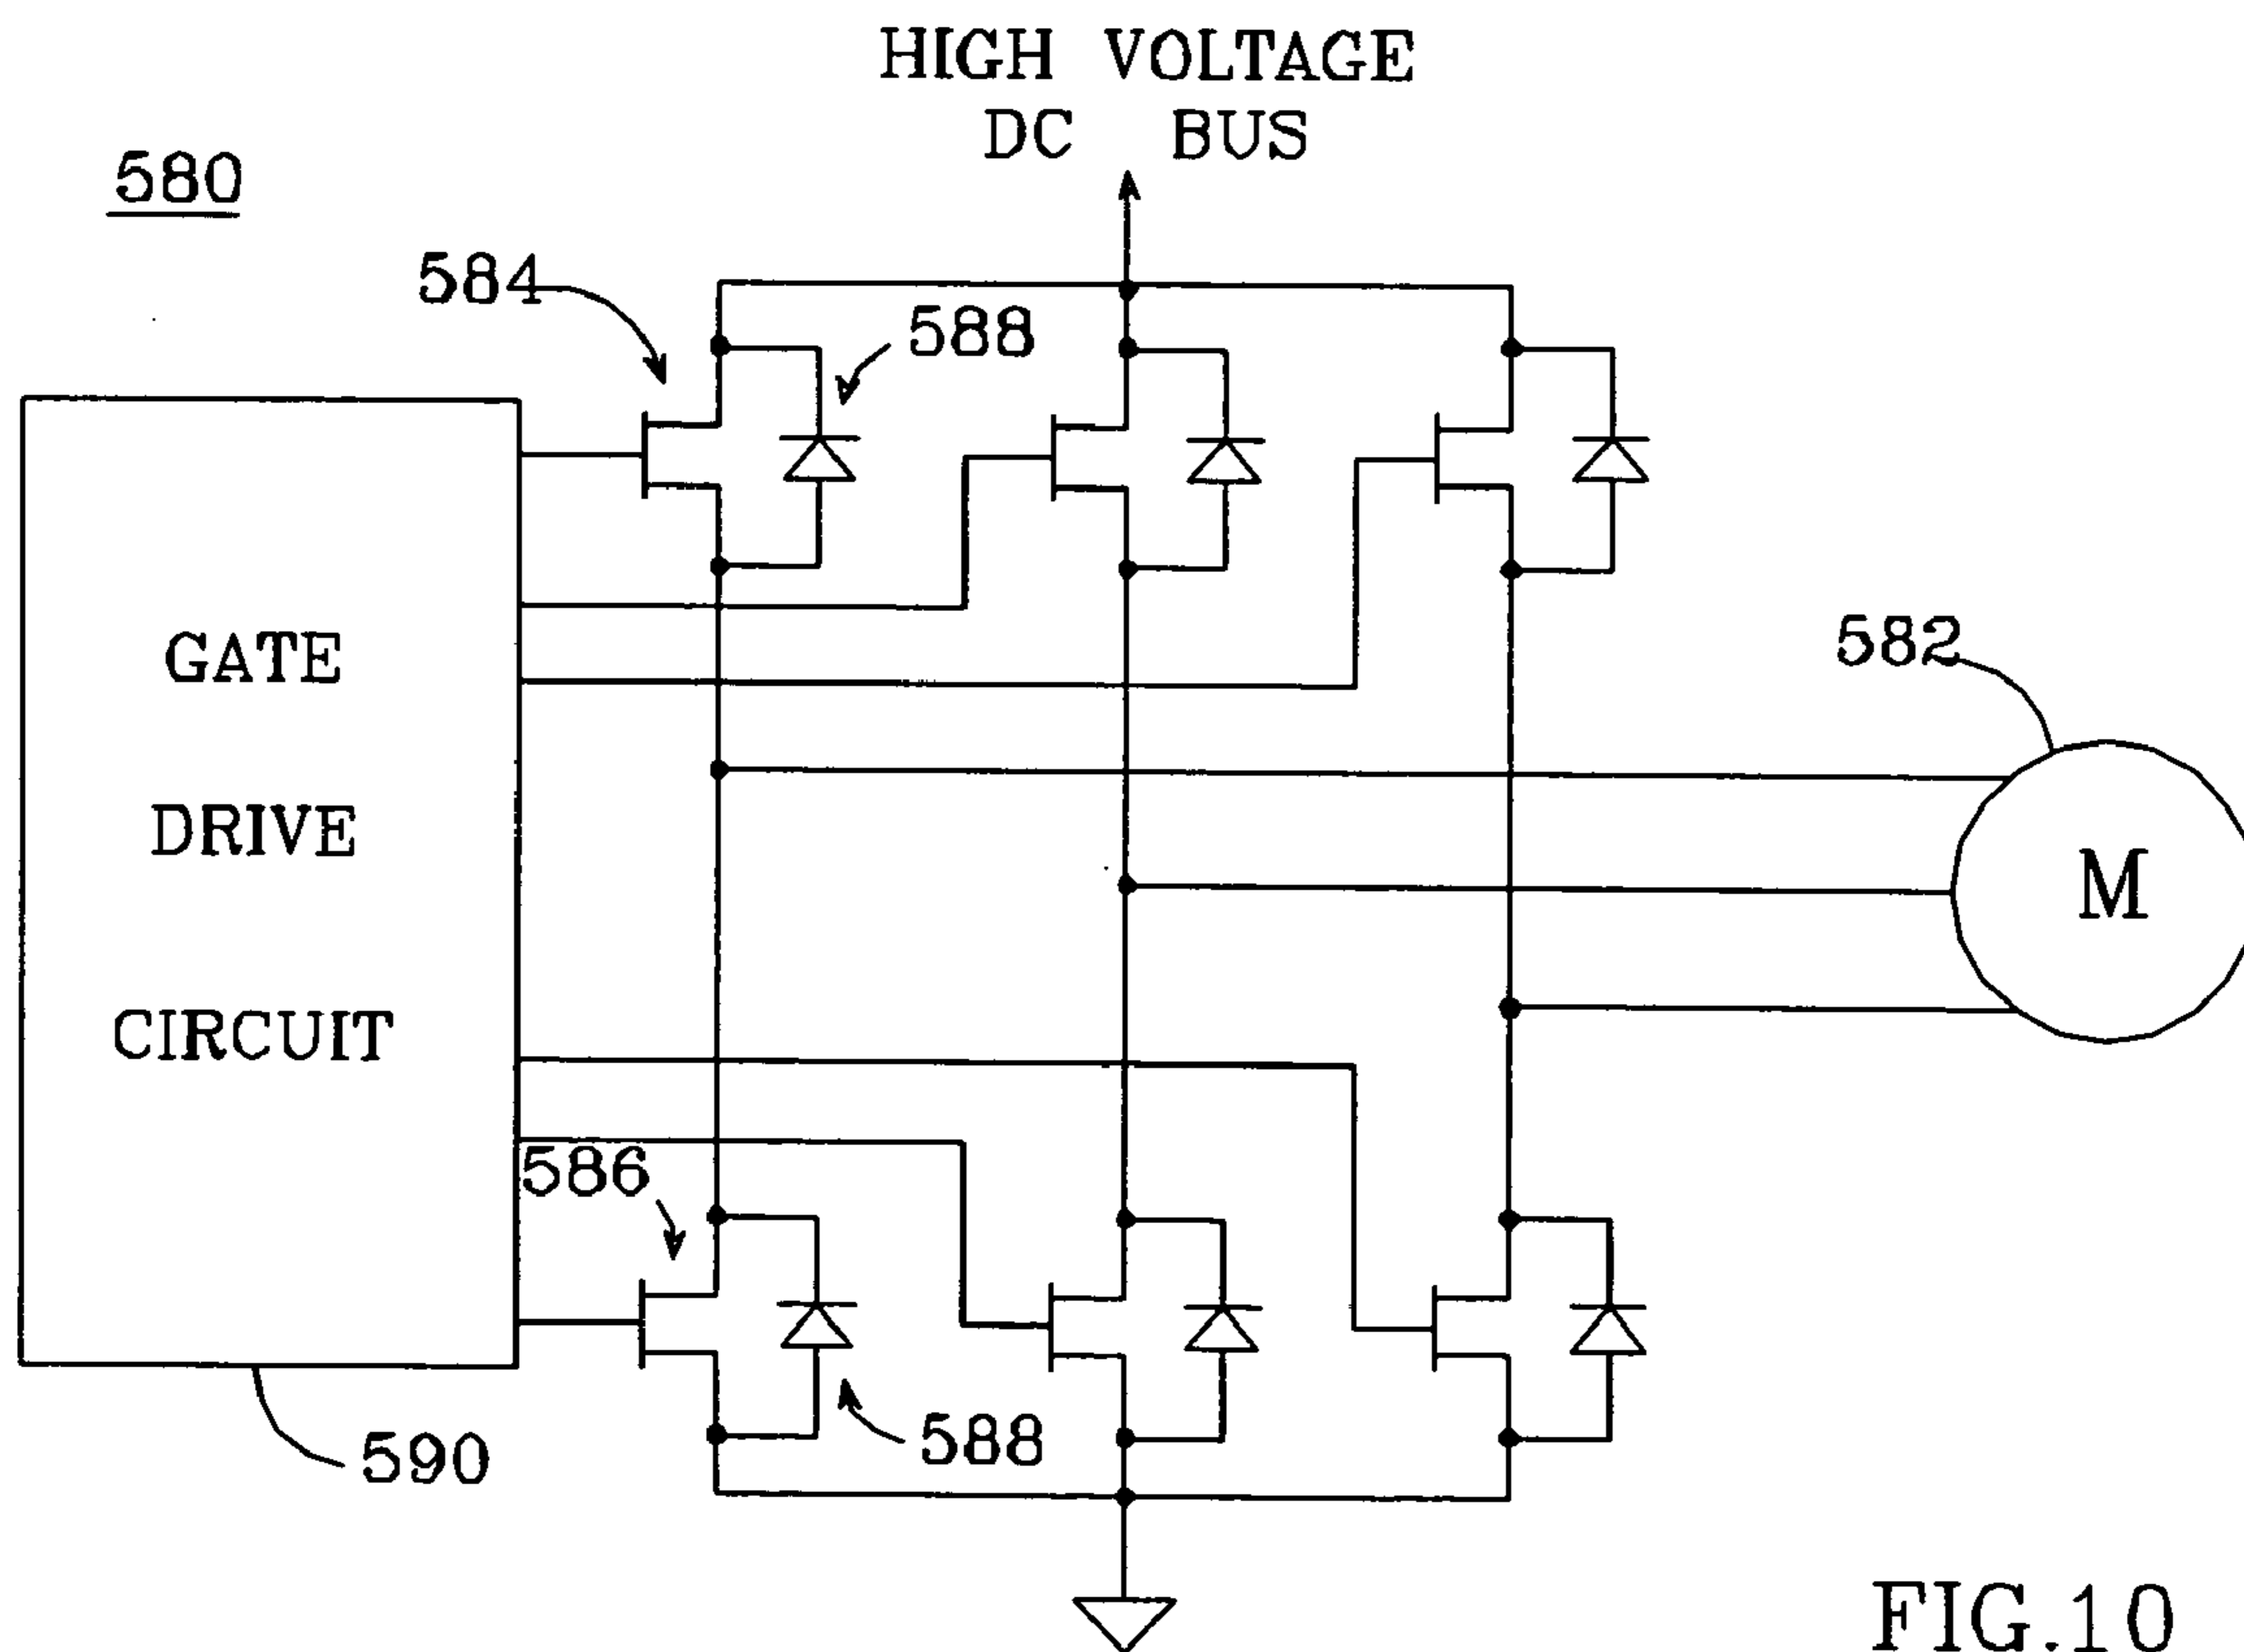 HIGH VOLTAGE
DC BUS
580
584
588
GATE
DRIVE
CIRCUIT
582
M
586
588
590
FIG.10